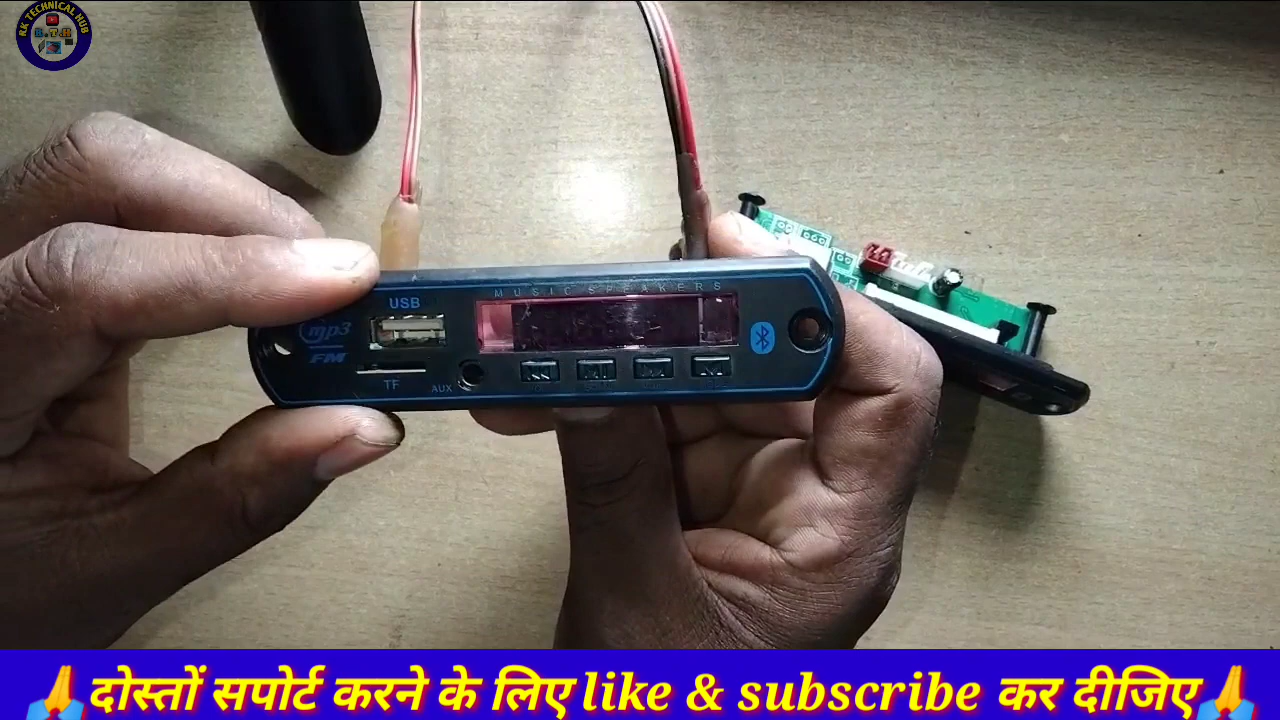 RK TECHNICAL HUB
R.T.H
MUSIC SPEAKERS
USB
mp3
FM
TF
AUX
🙏दोस्तों सपोर्ट करने के लिए like & subscribe कर दीजिए🙏